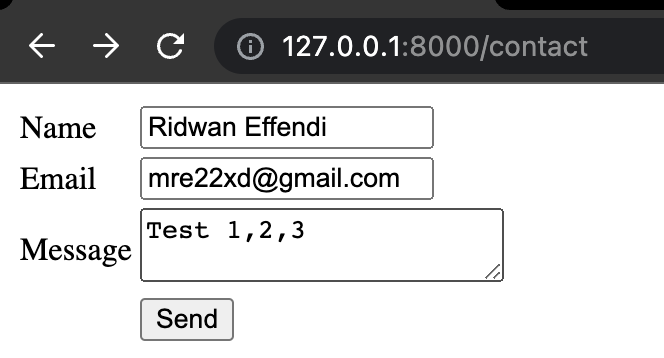 127.0.0.1:8000/contact
Name Ridwan Effendi
Email mre22xd@gmail.com
Message Test 1,2,3
Send